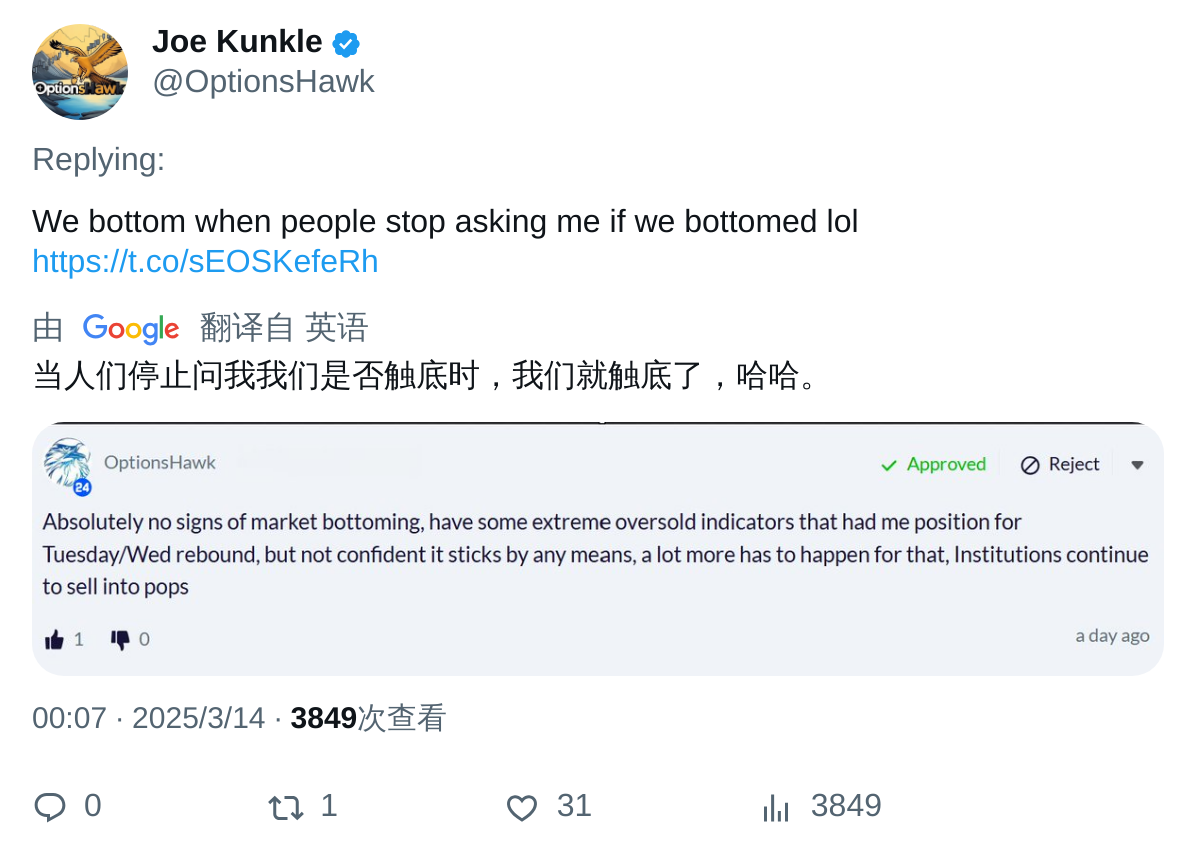 OptionsHawk
Joe Kunkle
@OptionsHawk
Replying:
We bottom when people stop asking me if we bottomed lol
https://t.co/sEOSKefeRh
由 Google 翻译自 英语
当人们停止问我我们是否触底时，我们就触底了，哈哈。
OptionsHawk
Approved
Reject
24
Absolutely no signs of market bottoming, have some extreme oversold indicators that had me position for
Tuesday/Wed rebound, but not confident it sticks by any means, a lot more has to happen for that, Institutions continue
to sell into pops
1 0
a day ago
00:07 · 2025/3/14 · 3849次查看
0 1 31 3849